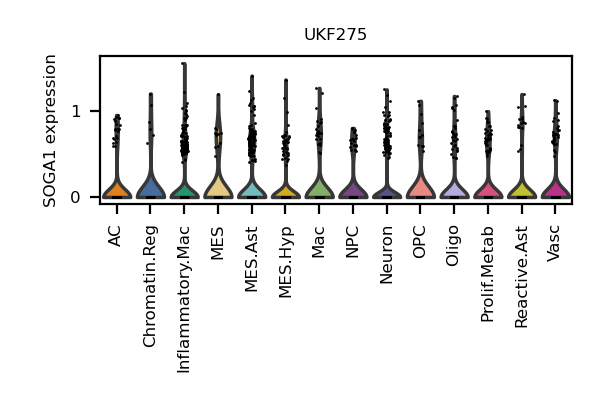 UKF275
SOGA1 expression
1
0
AC
Chromatin.Reg
Inflammatory.Mac
MES
MES.Ast
MES.Hyp
Mac
NPC
Neuron
OPC
Oligo
Prolif.Metab
Reactive.Ast
Vasc